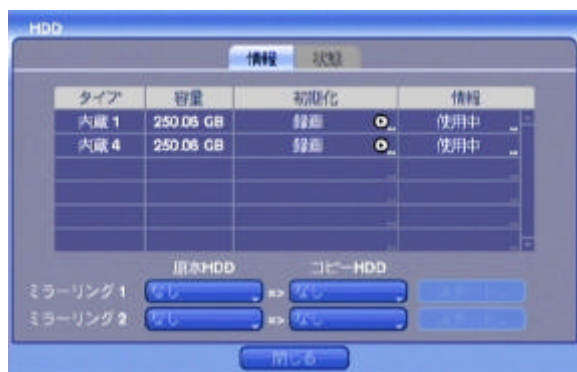 HDD
情報 状態
タイプ 容量 初期化 情報
内蔵 1 250.06 GB 録画 使用中
内蔵 4 250.06 GB 録画 使用中
原本HDD コピーHDD
ミラーリング 1 なし => なし
ミラーリング 2 なし => なし
閉じる